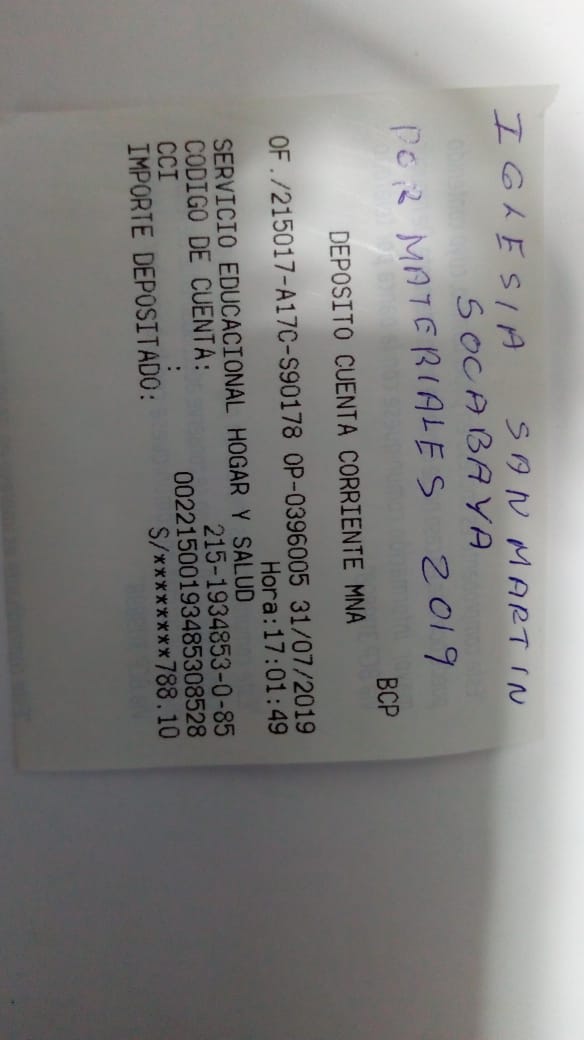 IGLESIA SAN MARTIN
SOCABAYA
POR MATERIALES 2019
BCP
DEPOSITO CUENTA CORRIENTE MNA
OF./215017-A17C-S90178 OP-0396005 31/07/2019
Hora:17:01:49
SERVICIO EDUCACIONAL HOGAR Y SALUD
CODIGO DE CUENTA: 215-1934853-0-85
CCI : 00221500193485308528
IMPORTE DEPOSITADO: S/********788.10